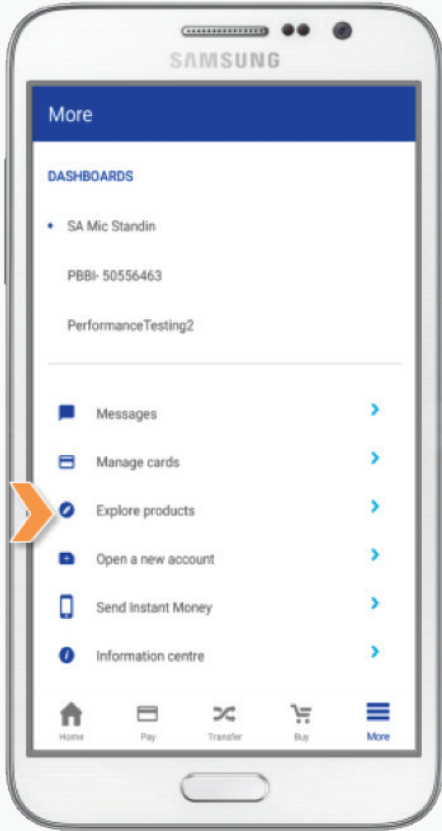 SAMSUNG
More
DASHBOARDS
SA Mic Standin
PBBI- 50556463
PerformanceTesting2
Messages
Manage cards
Explore products
Open a new account
Send Instant Money
Information centre
Home Pay Transfer Buy More